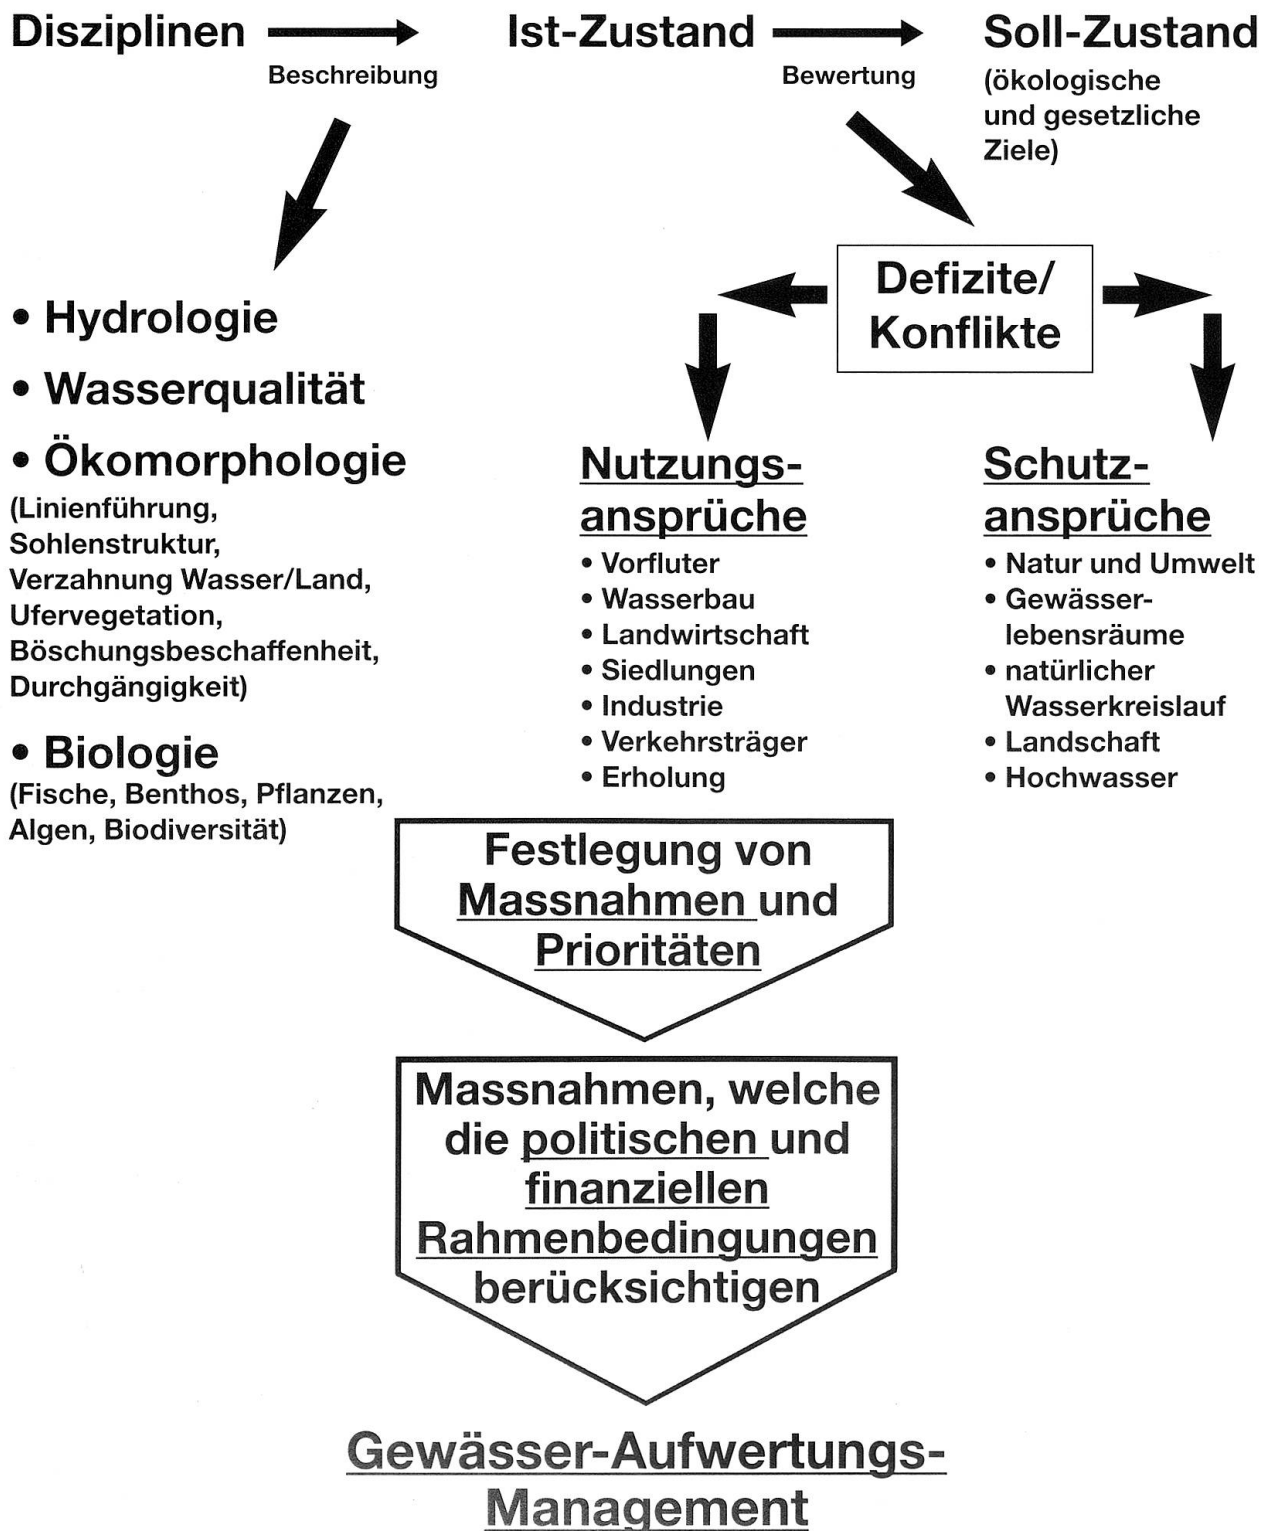 Disziplinen
Beschreibung
Ist-Zustand
Bewertung
Soll-Zustand
(ökologische
und gesetzliche
Ziele)
• Hydrologie
• Wasserqualität
• Ökomorphologie
(Linienführung,
Sohlenstruktur,
Verzahnung Wasser/Land,
Ufervegetation,
Böschungsbeschaffenheit,
Durchgängigkeit)
• Biologie
(Fische, Benthos, Pflanzen,
Algen, Biodiversität)
Defizite/
Konflikte
Nutzungs-
ansprüche
• Vorfluter
• Wasserbau
• Landwirtschaft
• Siedlungen
• Industrie
• Verkehrsträger
• Erholung
Schutz-
ansprüche
• Natur und Umwelt
• Gewässer-
lebensräume
• natürlicher
Wasserkreislauf
• Landschaft
• Hochwasser
Festlegung von
Massnahmen und
Prioritäten
Massnahmen, welche
die politischen und
finanziellen
Rahmenbedingungen
berücksichtigen
Gewässer-Aufwertungs-
Management